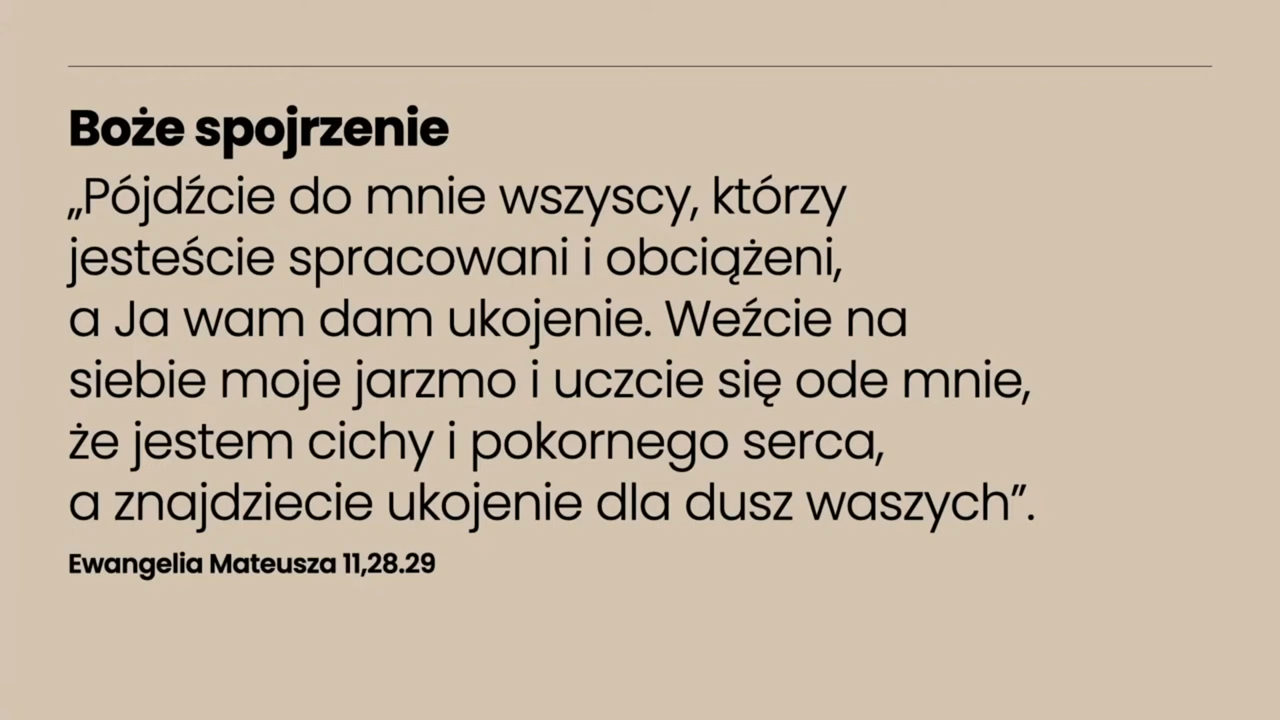 Boże spojrzenie
„Pójdźcie do mnie wszyscy, którzy
jesteście spracowani i obciążeni,
a Ja wam dam ukojenie. Weźcie na
siebie moje jarzmo i uczcie się ode mnie,
że jestem cichy i pokornego serca,
a znajdziecie ukojenie dla dusz waszych”.
Ewangelia Mateusza 11,28.29